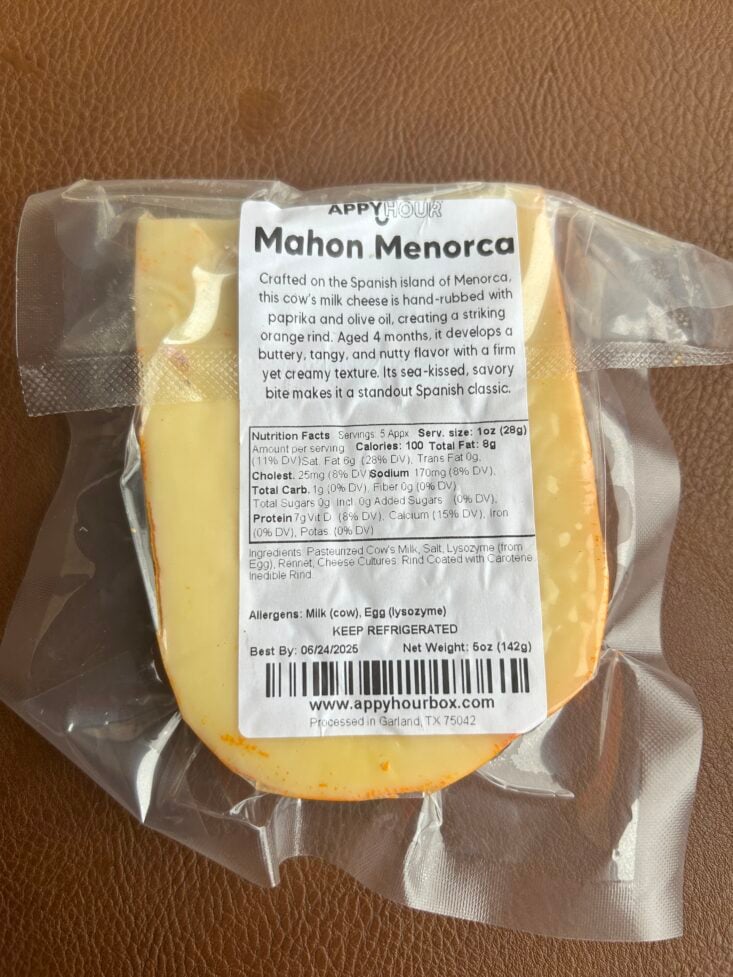 APPYHOUR
Mahon Menorca
Crafted on the Spanish island of Menorca,
this cow's milk cheese is hand-rubbed with
paprika and olive oil, creating a striking
orange rind. Aged 4 months, it develops a
buttery, tangy, and nutty flavor with a firm
yet creamy texture. Its sea-kissed, savory
bite makes it a standout Spanish classic.
Nutrition Facts Servings: 5 Appx Serv. size: 1oz (28g)
Amount per serving Calories: 100 Total Fat: 8g
(11% DV)Sat. Fat 6g (28% DV), Trans Fat 0g,
Cholest. 25mg (8% DV Sodium 170mg (8% DV),
Total Carb. 1g (0% DV), Fiber 0g (0% DV)
Total Sugars 0g Incl. 0g Added Sugars (0% DV),
Protein 7g Vit D. (8% DV), Calcium (15% DV), Iron
(0% DV), Potas. (0% DV)
Ingredients: Pasteurized Cow's Milk, Salt, Lysozyme (from
Egg), Rennet, Cheese Cultures. Rind Coated with Carotene.
Inedible Rind.
Allergens: Milk (cow), Egg (lysozyme)
KEEP REFRIGERATED
Best By: 06/24/2025 Net Weight: 5oz (142g)
www.appyhourbox.com
Processed in Garland, TX 75042